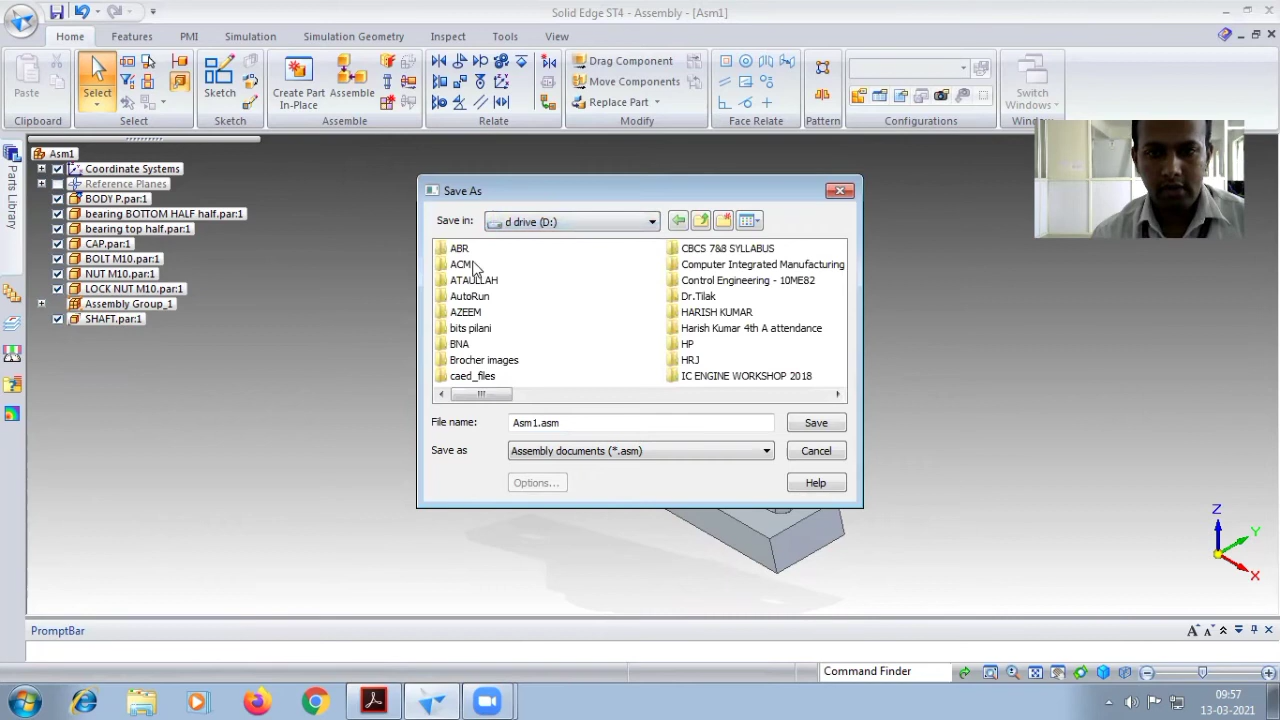 Solid Edge ST4 - Assembly - [Asm1]
Home
Features
PMI
Simulation
Simulation Geometry
Inspect
Tools
View
Paste
Select
Sketch
Create Part
In-Place
Assemble
Drag Component
Move Components
Replace Part
Switch
Windows
Clipboard
Select
Sketch
Assemble
Relate
Modify
Face Relate
Pattern
Configurations
Parts Library
Asm1
Coordinate Systems
Reference Planes
BODY P.par:1
bearing BOTTOM HALF half.par:1
bearing top half.par:1
CAP.par:1
BOLT M10.par:1
NUT M10.par:1
LOCK NUT M10.par:1
Assembly Group_1
SHAFT.par:1
Save As
Save in:
d drive (D:)
ABR
ACM
ATAULLAH
AutoRun
AZEEM
bits pilani
BNA
Brocher images
caed_files
CBCS 7&8 SYLLABUS
Computer Integrated Manufacturing
Control Engineering - 10ME82
Dr.Tilak
HARISH KUMAR
Harish Kumar 4th A attendance
HP
HRJ
IC ENGINE WORKSHOP 2018
File name:
Asm1.asm
Save
Save as
Assembly documents (*.asm)
Cancel
Options...
Help
Z
Y
X
PromptBar
Command Finder
09:57
13-03-2021